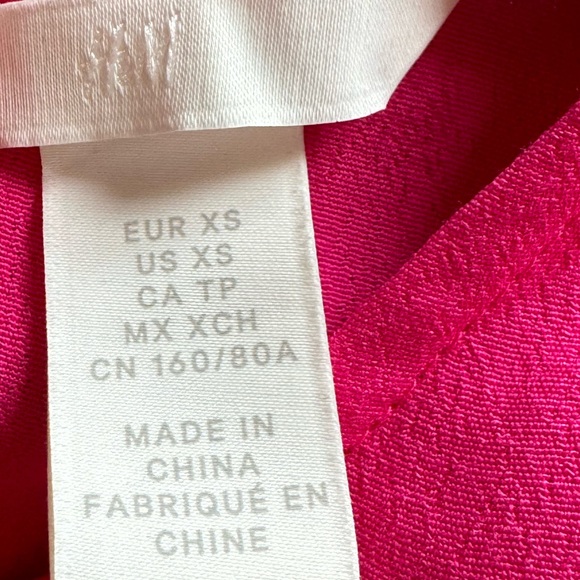 EUR XS
US XS
CA TP
MX XCH
CN 160/80A
MADE IN
CHINA
FABRIQUÉ EN
CHINE